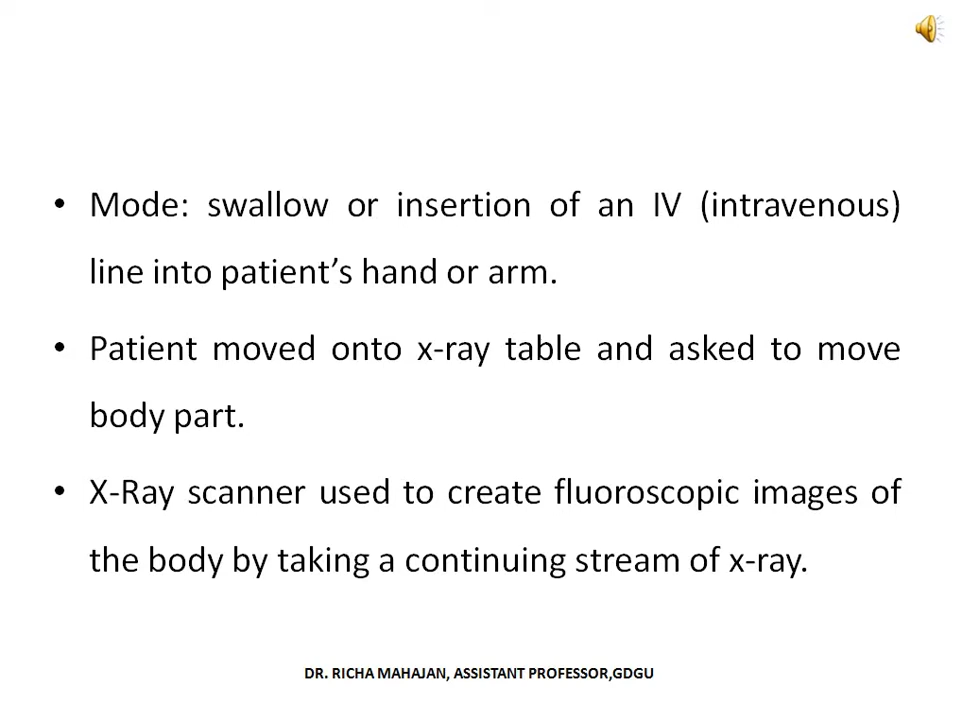 • Mode: swallow or insertion of an IV (intravenous)
line into patient’s hand or arm.
• Patient moved onto x-ray table and asked to move
body part.
• X-Ray scanner used to create fluoroscopic images of
the body by taking a continuing stream of x-ray.
DR. RICHA MAHAJAN, ASSISTANT PROFESSOR,GDGU